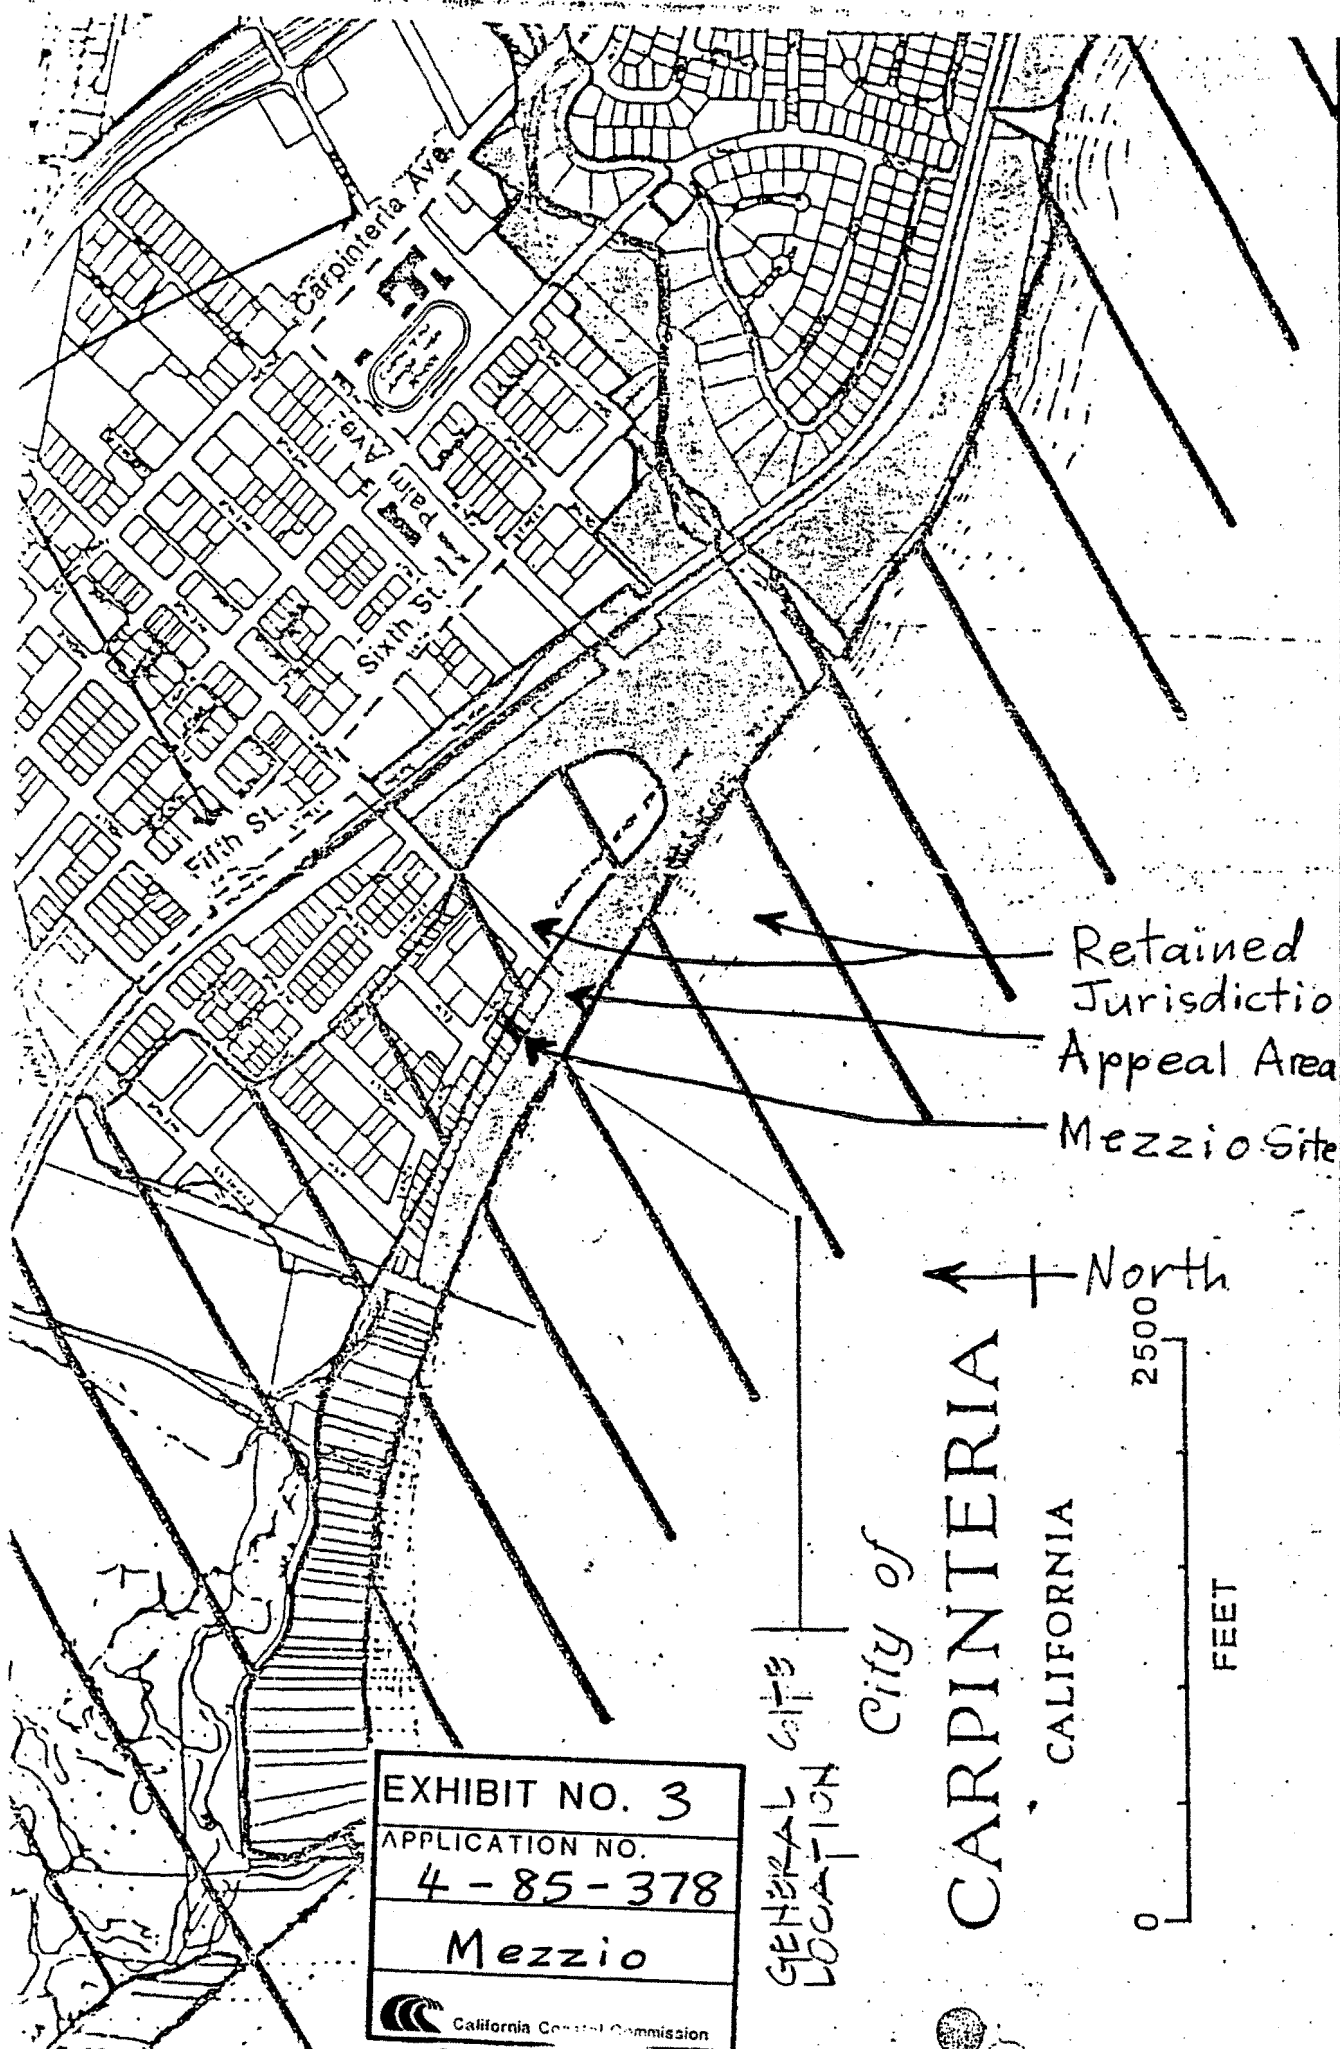 Carpinteria Ave.
Palm Ave.
Sixth St.
Fifth St.
Retained
Jurisdictio
Appeal Area
Mezzio Site
North
City of
CARPINTERIA
CALIFORNIA
2500
0
FEET
GENERAL SITE
LOCATION
EXHIBIT NO. 3
APPLICATION NO.
4-85-378
Mezzio
California Coastal Commission